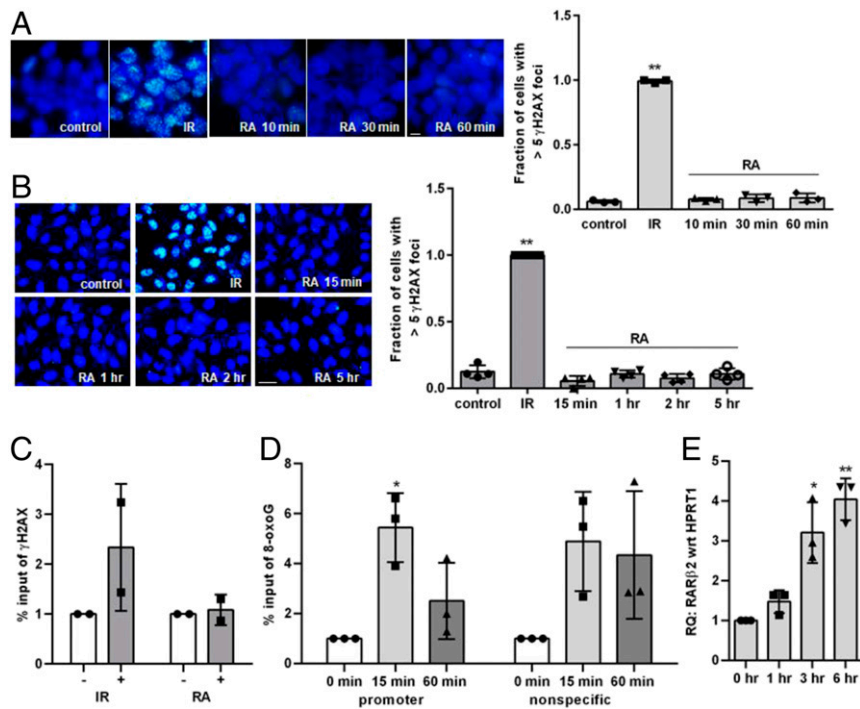 A
control
IR
RA 10 min
RA 30 min
RA 60 min
Fraction of cells with
> 5 γH2AX foci
1.5
1.0
0.5
0.0
**
RA
control
IR
10 min
30 min
60 min
B
control
IR
RA 15 min
RA 1 hr
RA 2 hr
RA 5 hr
Fraction of cells with
> 5 γH2AX foci
1.5
1.0
0.5
0.0
**
RA
control
IR
15 min
1 hr
2 hr
5 hr
C
% input of γH2AX
4
3
2
1
0
- + - +
IR RA
D
% input of 8-oxoG
8
6
4
2
0
*
0 min 15 min 60 min 0 min 15 min 60 min
promoter nonspecific
E
RQ: RARβ2 wrt HPRT1
5
4
3
2
1
0
* **
0 hr 1 hr 3 hr 6 hr